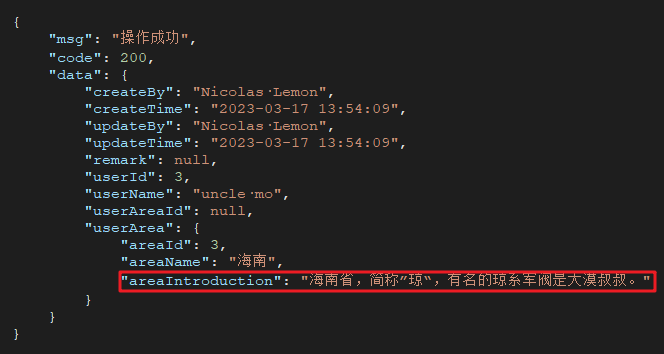 {
    "msg": "操作成功",
    "code": 200,
    "data": {
        "createBy": "Nicolas·Lemon",
        "createTime": "2023-03-17 13:54:09",
        "updateBy": "Nicolas·Lemon",
        "updateTime": "2023-03-17 13:54:09",
        "remark": null,
        "userId": 3,
        "userName": "uncle·mo",
        "userAreaId": null,
        "userArea": {
            "areaId": 3,
            "areaName": "海南",
            "areaIntroduction": "海南省，简称”琼“，有名的琼系军阀是大漠叔叔。"
        }
    }
}